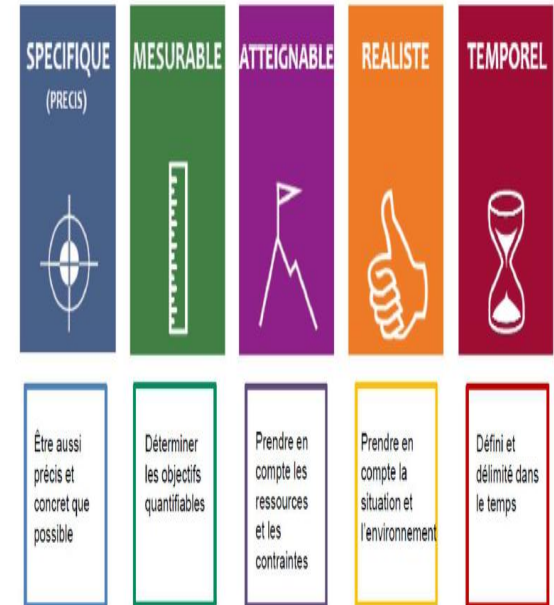 SPECIFIQUE
(PRECIS)
MESURABLE
ATTEIGNABLE
REALISTE
TEMPOREL
Être aussi
précis et
concret que
possible
Déterminer
les objectifs
quantifiables
Prendre en
compte les
ressources
et les
contraintes
Prendre en
compte la
situation et
l'environnement
Défini et
délimité dans
le temps